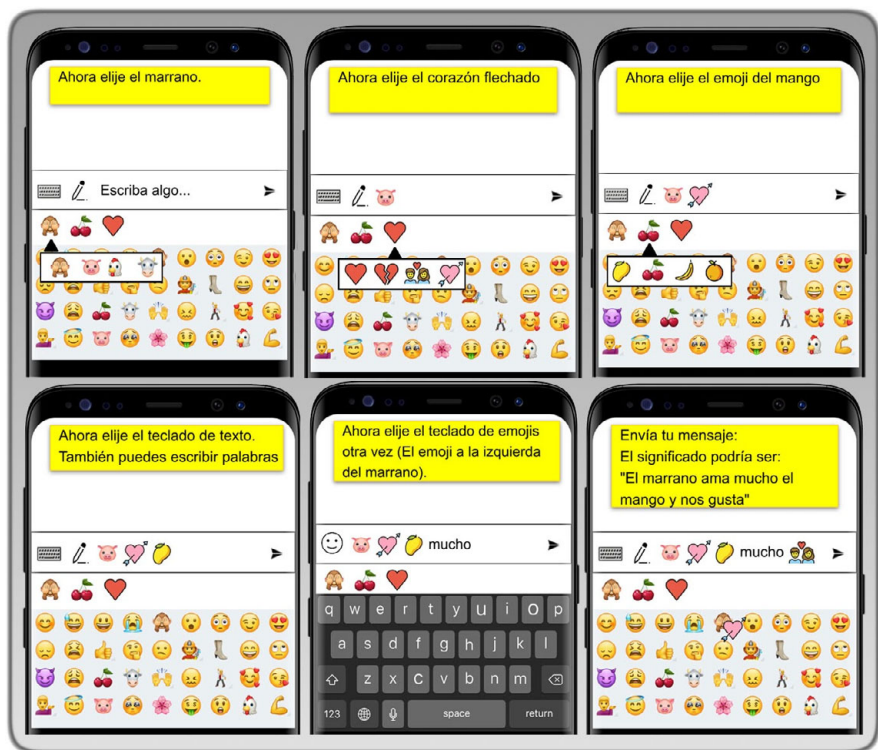 Ahora elije el marrano.
Escriba algo...
Ahora elije el corazón flechado
Ahora elije el emoji del mango
Ahora elije el teclado de texto.
También puedes escribir palabras
Ahora elije el teclado de emojis
otra vez (El emoji a la izquierda
del marrano).
mucho
q w e r t y u i o p
a s d f g h j k l
z x c v b n m
123 space return
Envía tu mensaje:
El significado podría ser:
"El marrano ama mucho el
mango y nos gusta"
mucho